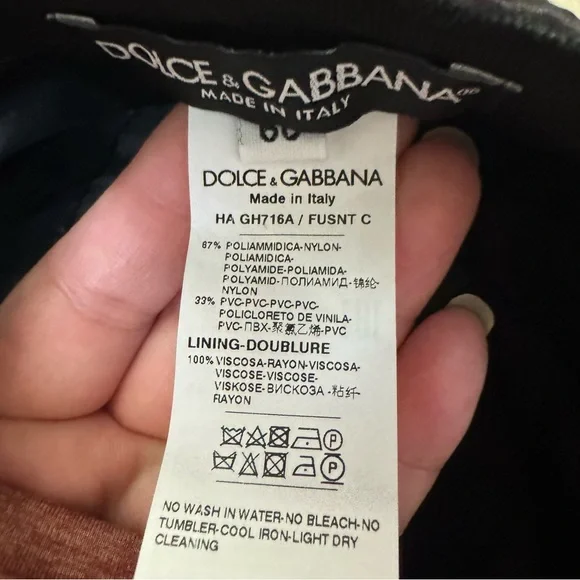 DOLCE & GABBANA
MADE IN ITALY
DOLCE & GABBANA
Made in Italy
HA GH716A / FUSNT C
67% POLIAMMIDICA-NYLON-
POLIAMIDICA-
POLYAMIDE-POLIAMIDA-
POLYAMID-ПОЛИАМИД-锦纶-
NYLON
33% PVC-PVC-PVC-PVC-
POLICLORETO DE VINILA-
PVC-ПВХ-聚氯乙烯-PVC
LINING-DOUBLURE
100% VISCOSA-RAYON-VISCOSA-
VISCOSE-VISCOSE-
VISKOSE-ВИСКОЗА-粘纤-
RAYON
P
P
NO WASH IN WATER-NO BLEACH-NO
TUMBLER-COOL IRON-LIGHT DRY
CLEANING